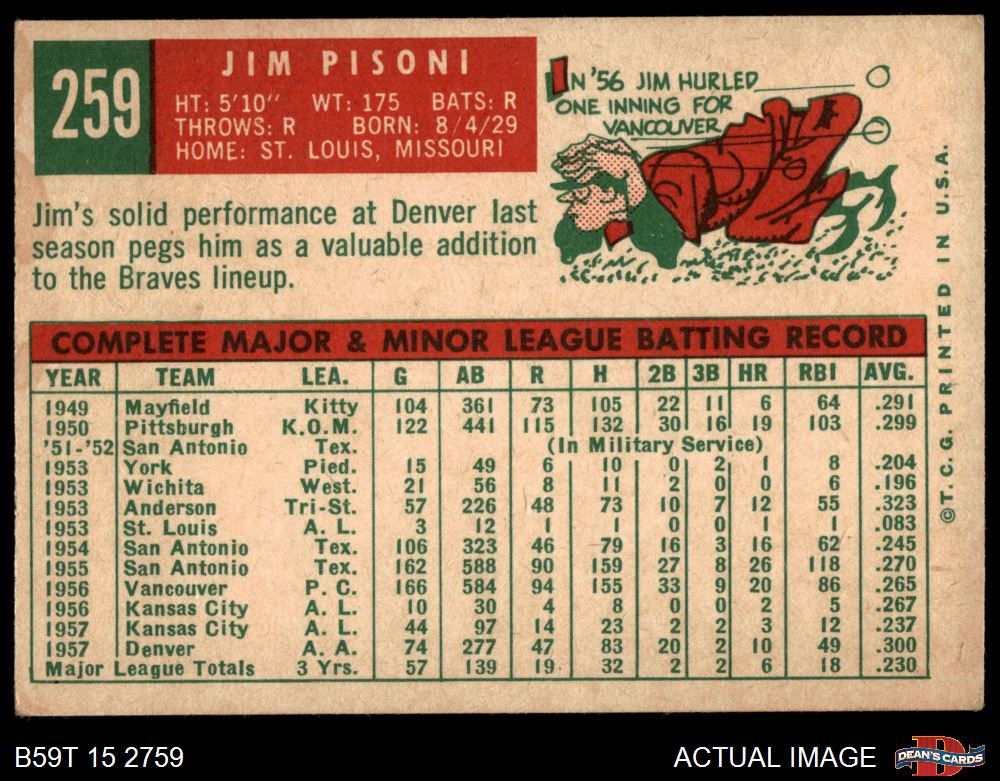 259
JIM PISONI
HT: 5'10" WT: 175 BATS: R
THROWS: R BORN: 8/4/29
HOME: ST. LOUIS, MISSOURI
IN '56 JIM HURLED
ONE INNING FOR
VANCOUVER
Jim's solid performance at Denver last
season pegs him as a valuable addition
to the Braves lineup.
COMPLETE MAJOR & MINOR LEAGUE BATTING RECORD
YEAR TEAM LEA. G AB R H 2B 3B HR RBI AVG.
1949 Mayfield Kitty 104 361 73 105 22 11 6 64 .291
1950 Pittsburgh K.O.M. 122 441 115 132 30 16 19 103 .299
'51-'52 San Antonio Tex. (In Military Service)
1953 York Pied. 15 49 6 10 0 2 1 8 .204
1953 Wichita West. 21 56 8 11 2 0 0 6 .196
1953 Anderson Tri-St. 57 226 48 73 10 7 12 55 .323
1953 St. Louis A. L. 3 12 1 1 0 0 1 1 .083
1954 San Antonio Tex. 106 323 46 79 16 3 16 62 .245
1955 San Antonio Tex. 162 588 90 159 27 8 26 118 .270
1956 Vancouver P. C. 166 584 94 155 33 9 20 86 .265
1956 Kansas City A. L. 10 30 4 8 0 0 2 5 .267
1957 Kansas City A. L. 44 97 14 23 2 2 3 12 .237
1957 Denver A. A. 74 277 47 83 20 2 10 49 .300
Major League Totals 3 Yrs. 57 139 19 32 2 2 6 18 .230
©T. C. G. PRINTED IN U.S.A.
B59T 15 2759
ACTUAL IMAGE
D
DEAN'S CARDS